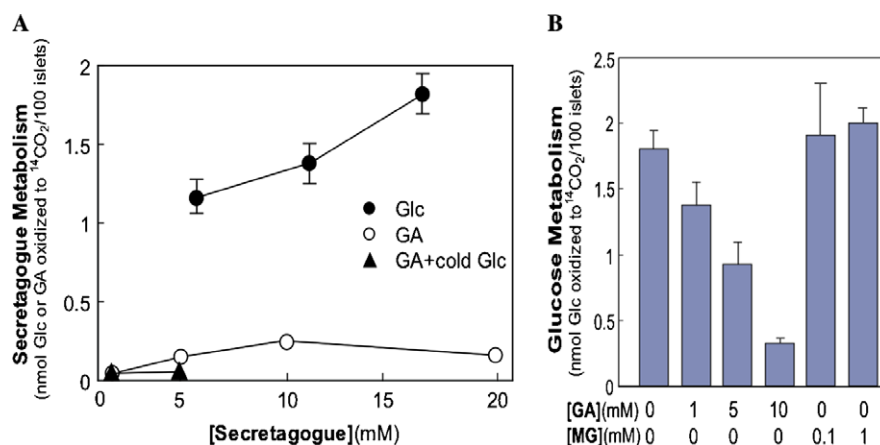 A
Secretagogue Metabolism
(nmol Glc or GA oxidized to ¹⁴CO₂/100 islets)
2
1.5
1
0.5
0
Glc
GA
GA+cold Glc
5
10
15
20
[Secretagogue](mM)
B
Glucose Metabolism
(nmol Glc oxidized to ¹⁴CO₂/100 islets)
2.5
2
1.5
1
0.5
0
[GA](mM) 0 1 5 10 0 0
[MG](mM) 0 0 0 0 0.1 1